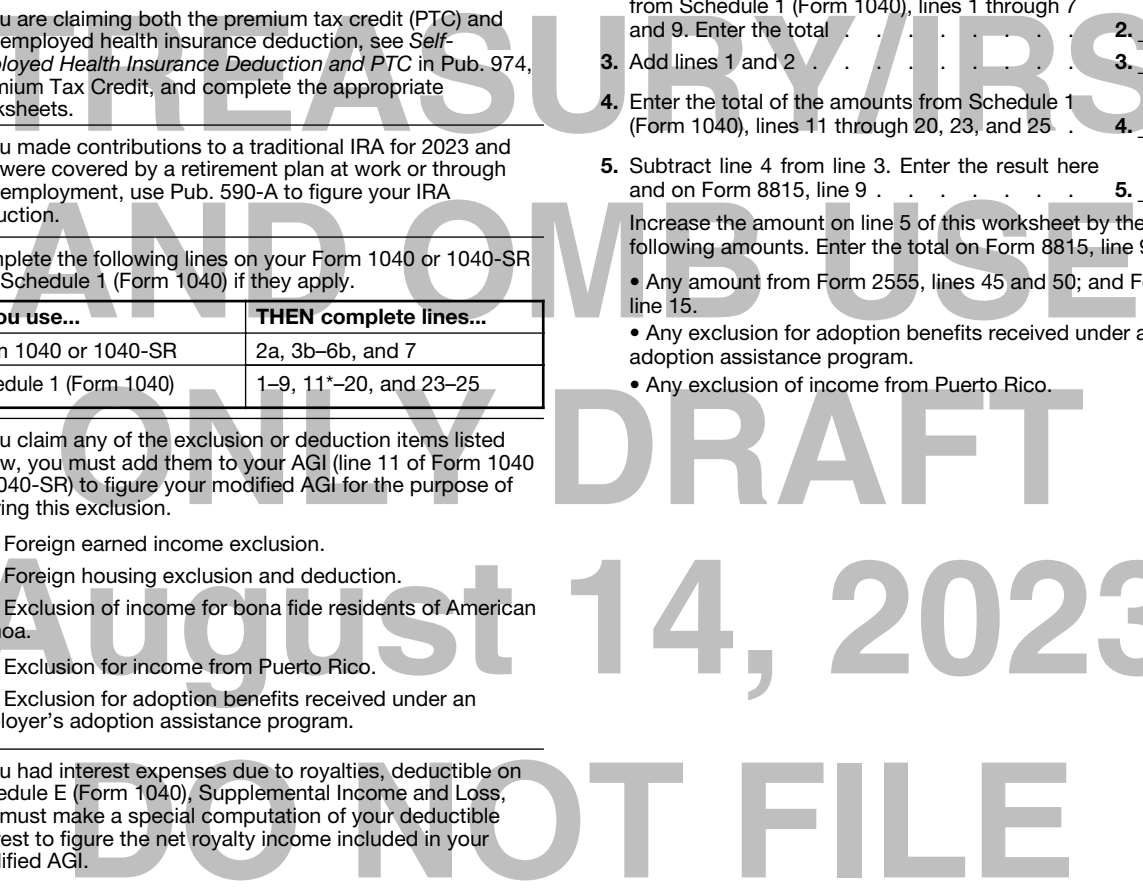 u are claiming both the premium tax credit (PTC) and
employed health insurance deduction, see Self-
loyed Health Insurance Deduction and PTC in Pub. 974,
mium Tax Credit, and complete the appropriate
ksheets.
u made contributions to a traditional IRA for 2023 and
were covered by a retirement plan at work or through
employment, use Pub. 590-A to figure your IRA
uction.
mplete the following lines on your Form 1040 or 1040-SR
Schedule 1 (Form 1040) if they apply.
ou use... THEN complete lines...
m 1040 or 1040-SR 2a, 3b–6b, and 7
edule 1 (Form 1040) 1–9, 11*–20, and 23–25
u claim any of the exclusion or deduction items listed
w, you must add them to your AGI (line 11 of Form 1040
040-SR) to figure your modified AGI for the purpose of
ring this exclusion.
Foreign earned income exclusion.
Foreign housing exclusion and deduction.
Exclusion of income for bona fide residents of American
oa.
Exclusion for income from Puerto Rico.
Exclusion for adoption benefits received under an
loyer’s adoption assistance program.
u had interest expenses due to royalties, deductible on
edule E (Form 1040), Supplemental Income and Loss,
must make a special computation of your deductible
rest to figure the net royalty income included in your
dified AGI.
from Schedule 1 (Form 1040), lines 1 through 7
and 9. Enter the total . . . . . . . . 2.
3. Add lines 1 and 2 . . . . . . . . . 3.
4. Enter the total of the amounts from Schedule 1
(Form 1040), lines 11 through 20, 23, and 25 . 4.
5. Subtract line 4 from line 3. Enter the result here
and on Form 8815, line 9 . . . . . . . 5.
Increase the amount on line 5 of this worksheet by the
following amounts. Enter the total on Form 8815, line 9
• Any amount from Form 2555, lines 45 and 50; and F
line 15.
• Any exclusion for adoption benefits received under a
adoption assistance program.
• Any exclusion of income from Puerto Rico.
TREASURY/IRS
AND OMB USE
ONLY DRAFT
August 14, 2023
DO NOT FILE